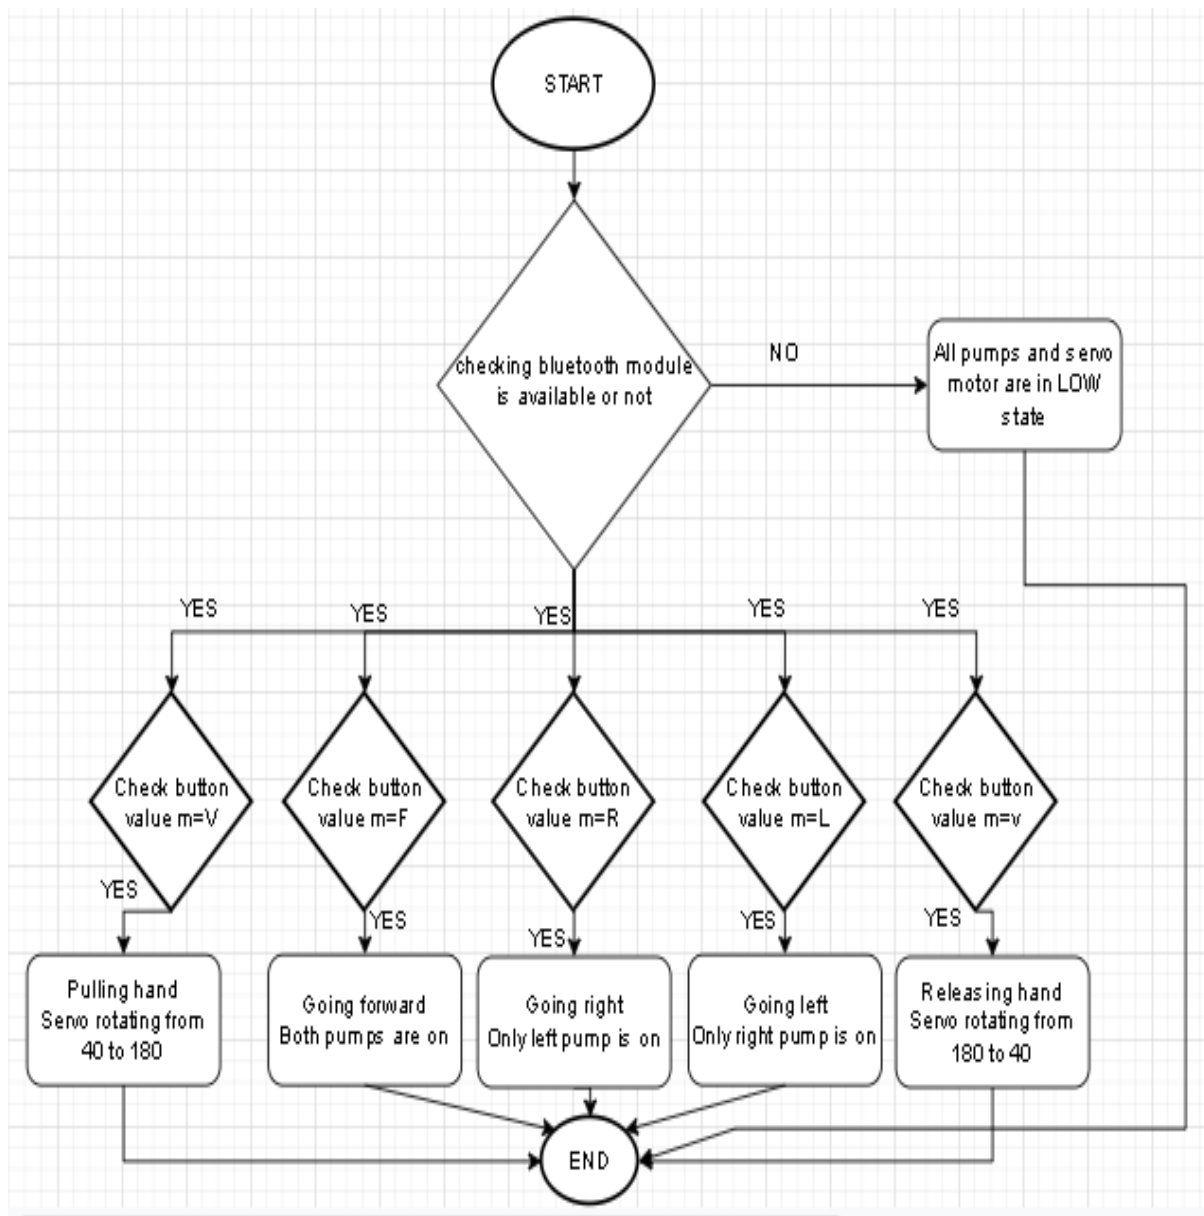 START
checking bluetooth module
is available or not
NO
All pumps and servo
motor are in LOW
state
YES
YES
YES
YES
YES
Check button
value m=V
Check button
value m=F
Check button
value m=R
Check button
value m=L
Check button
value m=v
YES
YES
YES
YES
YES
Pulling hand
Servo rotating from
40 to 180
Going forward
Both pumps are on
Going right
Only left pump is on
Going left
Only right pump is on
Releasing hand
Servo rotating from
180 to 40
END